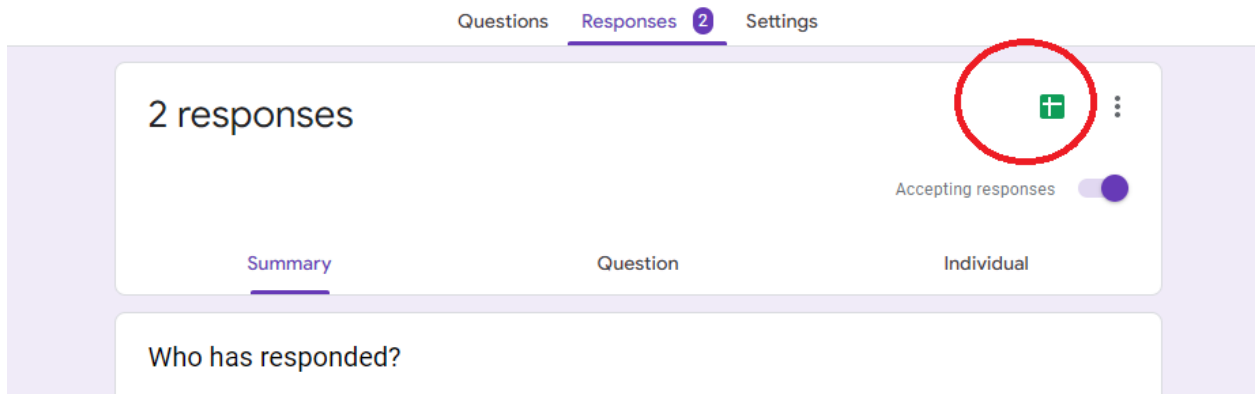 Questions Responses 2 Settings
2 responses
Accepting responses
Summary Question Individual
Who has responded?